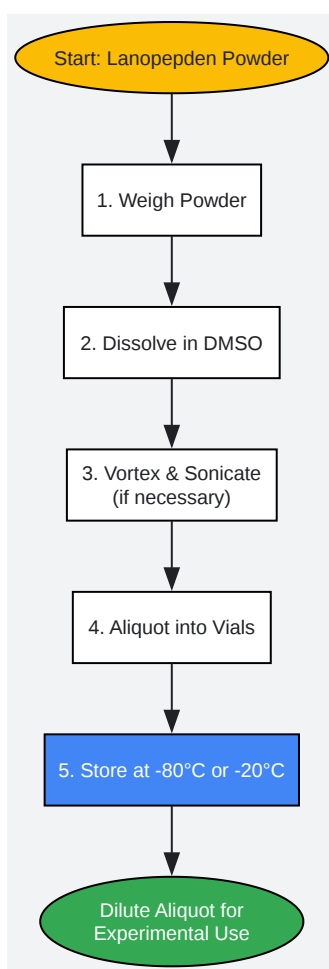 Start: Lanopepden Powder
1. Weigh Powder
2. Dissolve in DMSO
3. Vortex & Sonicate
(if necessary)
4. Aliquot into Vials
5. Store at -80°C or -20°C
Dilute Aliquot for
Experimental Use